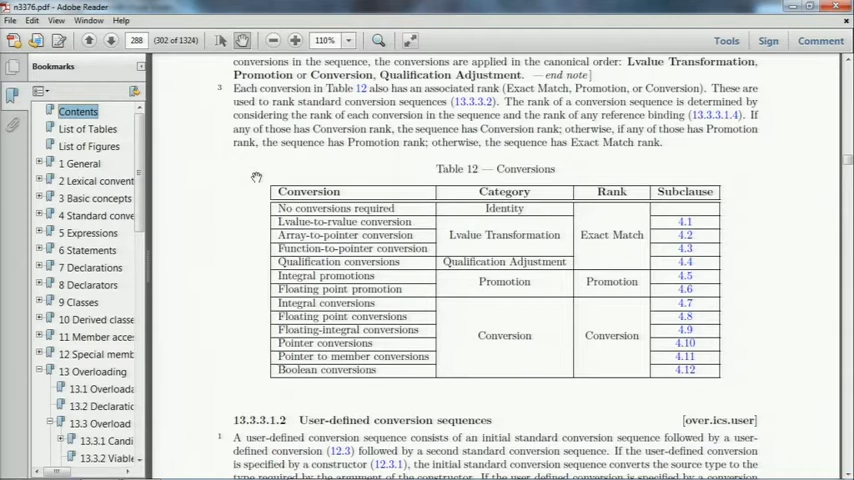 n3376.pdf - Adobe Reader
File Edit View Window Help
288 (302 of 1324) 110% Tools Sign Comment
Bookmarks
Contents
List of Tables
List of Figures
1 General
2 Lexical convent
3 Basic concepts
4 Standard conve
5 Expressions
6 Statements
7 Declarations
8 Declarators
9 Classes
10 Derived classe
11 Member acce
12 Special memb
13 Overloading
13.1 Overloada
13.2 Declaratio
13.3 Overload
13.3.1 Candi
13.3.2 Viable
conversions in the sequence, the conversions are applied in the canonical order: Lvalue Transformation,
Promotion or Conversion, Qualification Adjustment. —end note]
3 Each conversion in Table 12 also has an associated rank (Exact Match, Promotion, or Conversion). These are
used to rank standard conversion sequences (13.3.3.2). The rank of a conversion sequence is determined by
considering the rank of each conversion in the sequence and the rank of any reference binding (13.3.3.1.4). If
any of those has Conversion rank, the sequence has Conversion rank; otherwise, if any of those has Promotion
rank, the sequence has Promotion rank; otherwise, the sequence has Exact Match rank.
Table 12 — Conversions
Conversion Category Rank Subclause
No conversions required Identity
Lvalue-to-rvalue conversion 4.1
Array-to-pointer conversion Lvalue Transformation Exact Match 4.2
Function-to-pointer conversion 4.3
Qualification conversions Qualification Adjustment 4.4
Integral promotions 4.5
Promotion Promotion
Floating point promotion 4.6
Integral conversions 4.7
Floating point conversions 4.8
Floating-integral conversions 4.9
Conversion Conversion
Pointer conversions 4.10
Pointer to member conversions 4.11
Boolean conversions 4.12
13.3.3.1.2 User-defined conversion sequences [over.ics.user]
1 A user-defined conversion sequence consists of an initial standard conversion sequence followed by a user-
defined conversion (12.3) followed by a second standard conversion sequence. If the user-defined conversion
is specified by a constructor (12.3.1), the initial standard conversion sequence converts the source type to the
type required by the argument of the constructor. If the user-defined conversion is specified by a conversion